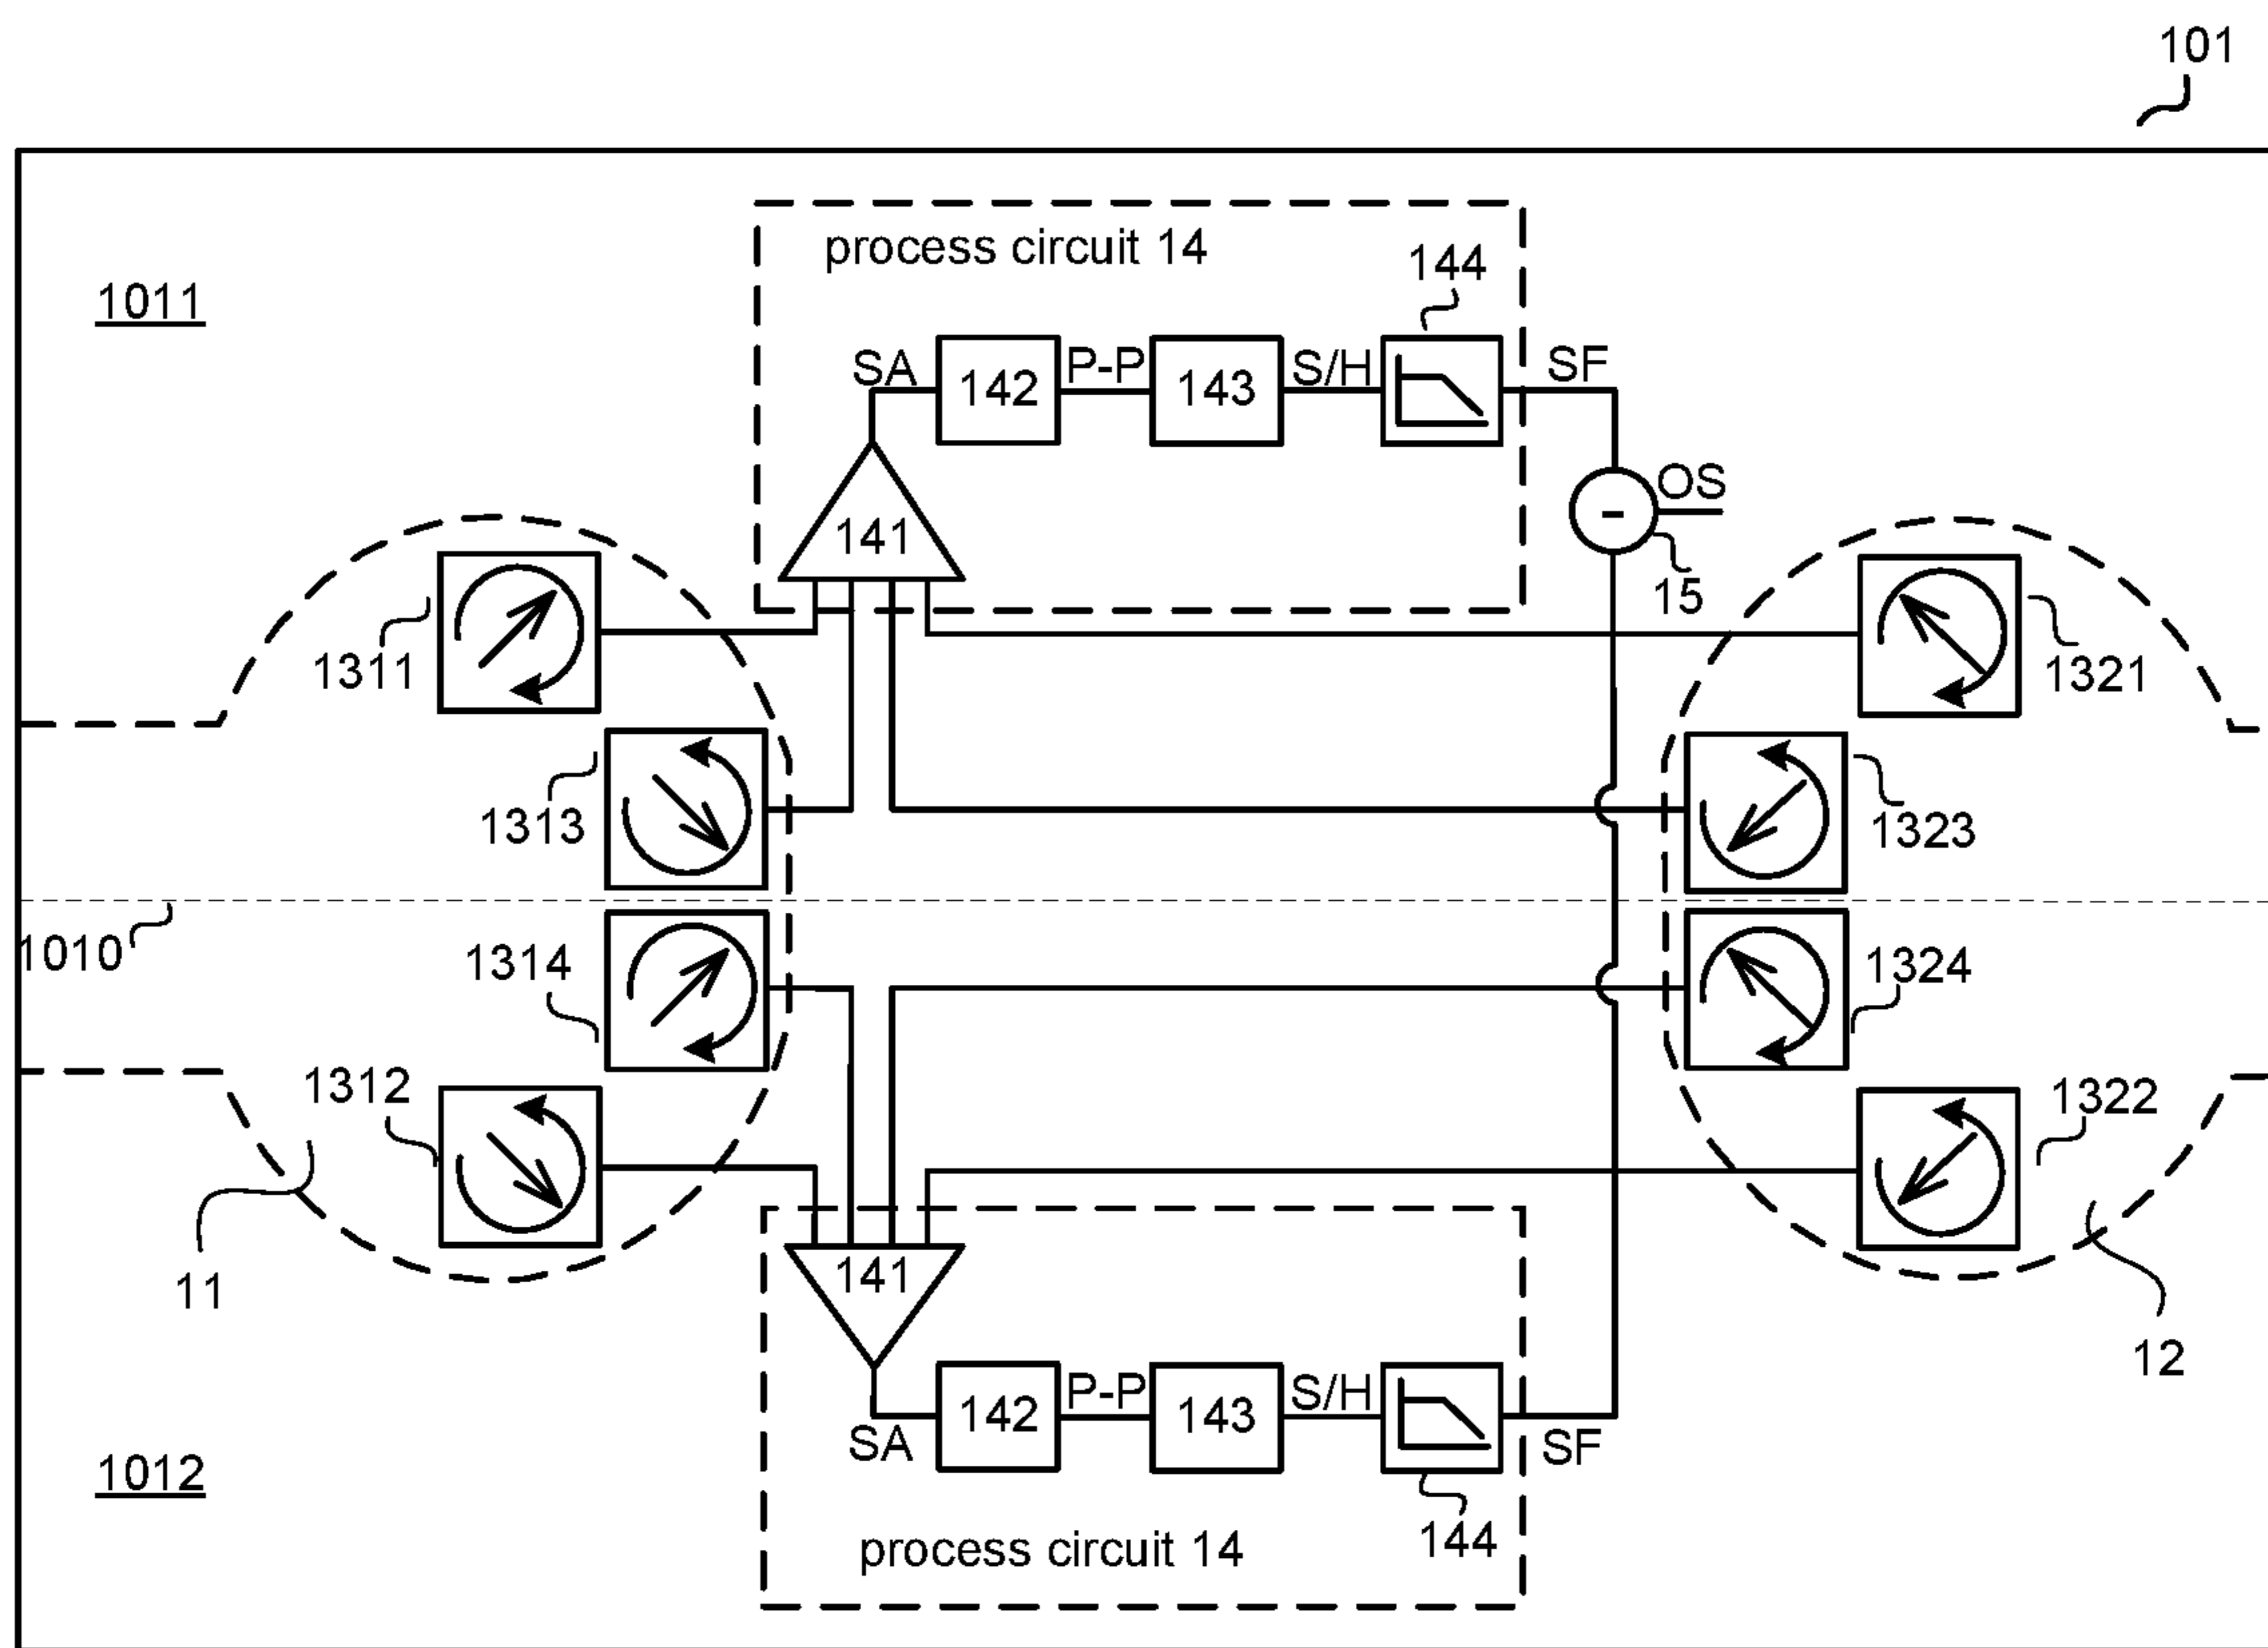 101
process circuit 14
144
1011
SA
142
P-P
143
S/H
SF
OS
141
15
1311
1321
1313
1323
1010
1314
1324
1312
1322
141
11
12
142
P-P
143
S/H
SA
SF
1012
144
process circuit 14